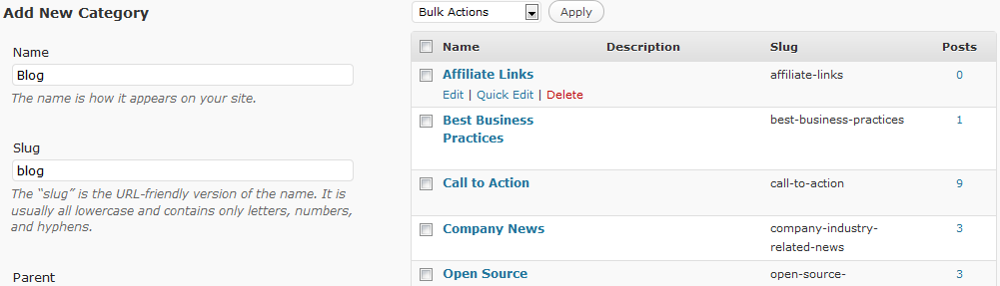 Add New Category
Name
Blog
The name is how it appears on your site.
Slug
blog
The “slug” is the URL-friendly version of the name. It is
usually all lowercase and contains only letters, numbers,
and hyphens.
Parent
Bulk Actions Apply
Name Description Slug Posts
Affiliate Links affiliate-links 0
Edit | Quick Edit | Delete
Best Business best-business-practices 1
Practices
Call to Action call-to-action 9
Company News company-industry- 3
related-news
Open Source open-source- 3